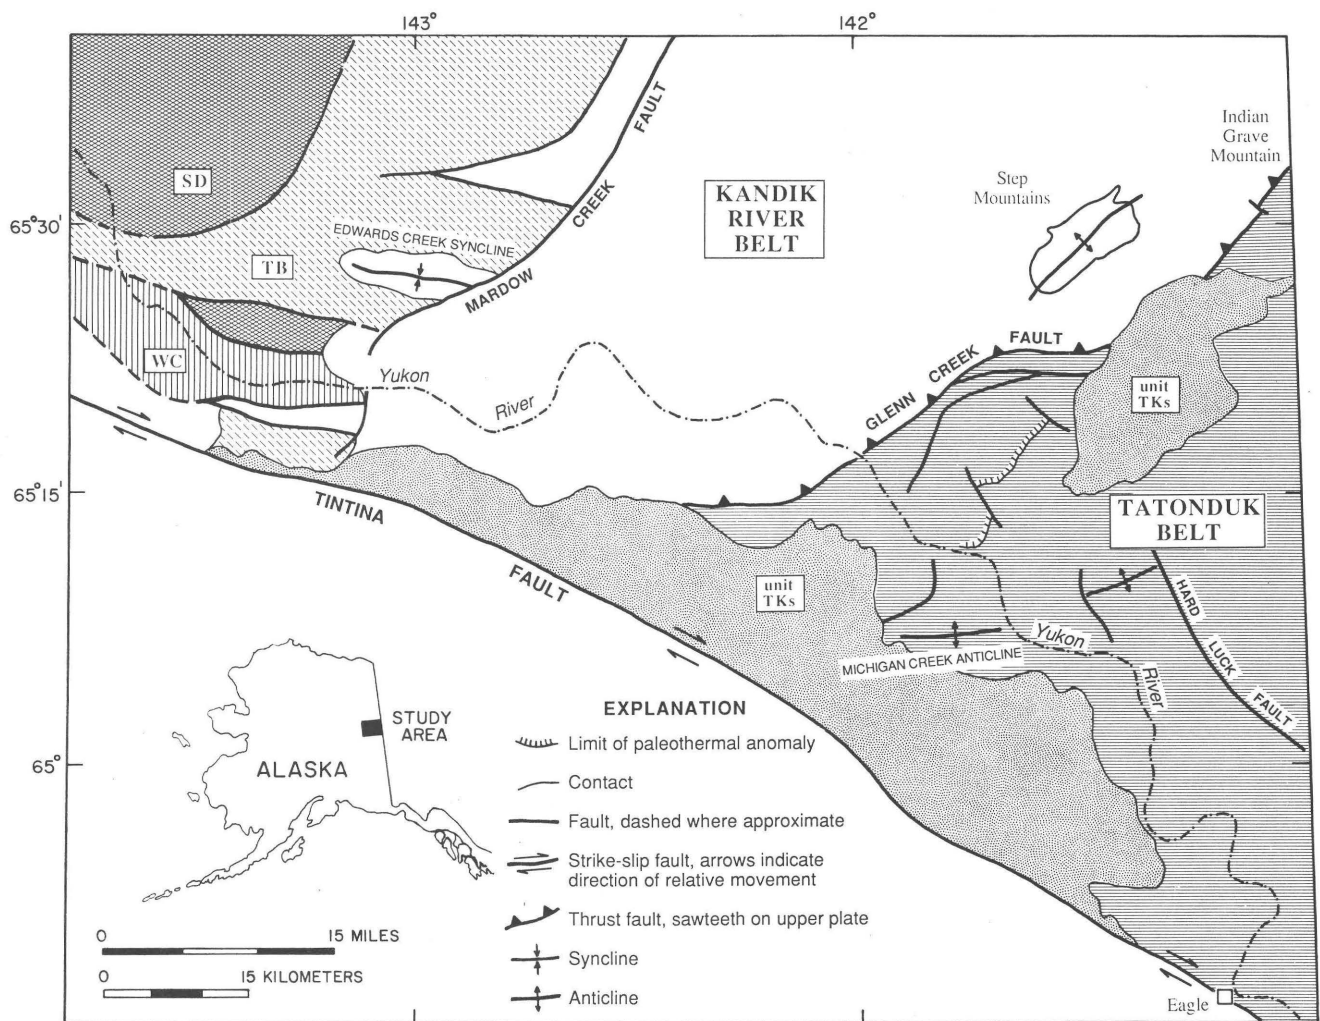 143°
142°
Indian
Grave
Mountain
Step
Mountains
SD
KANDIK
RIVER
BELT
FAULT
CREEK
MARDOW
65°30'
EDWARDS CREEK SYNCLINE
TB
WC
Yukon
River
GLENN CREEK FAULT
unit
TKs
65°15'
TINTINA
FAULT
TATONDUK
BELT
unit
TKs
HARD
LUCK
FAULT
Yukon
River
MICHIGAN CREEK ANTICLINE
65°
STUDY
AREA
ALASKA
EXPLANATION
Limit of paleothermal anomaly
Contact
Fault, dashed where approximate
Strike-slip fault, arrows indicate
direction of relative movement
Thrust fault, sawteeth on upper plate
Syncline
Anticline
0 15 MILES
0 15 KILOMETERS
Eagle